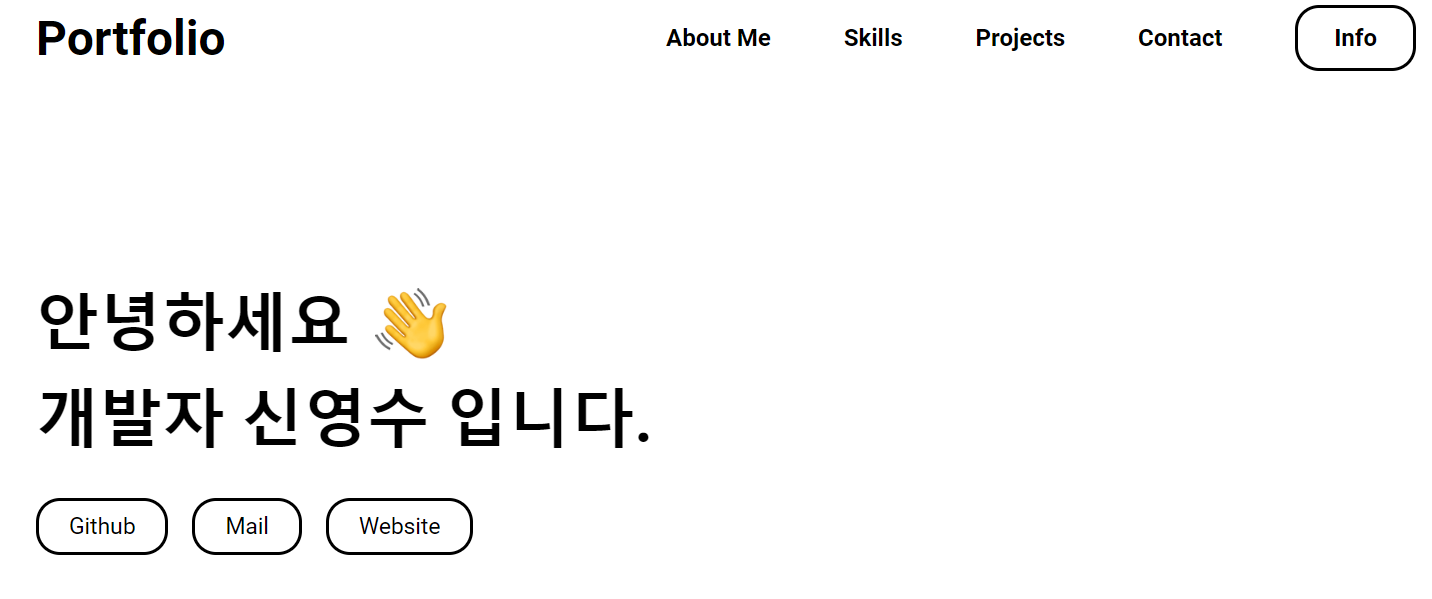 Portfolio
About Me Skills Projects Contact Info
안녕하세요 👋
개발자 신영수 입니다.
Github Mail Website